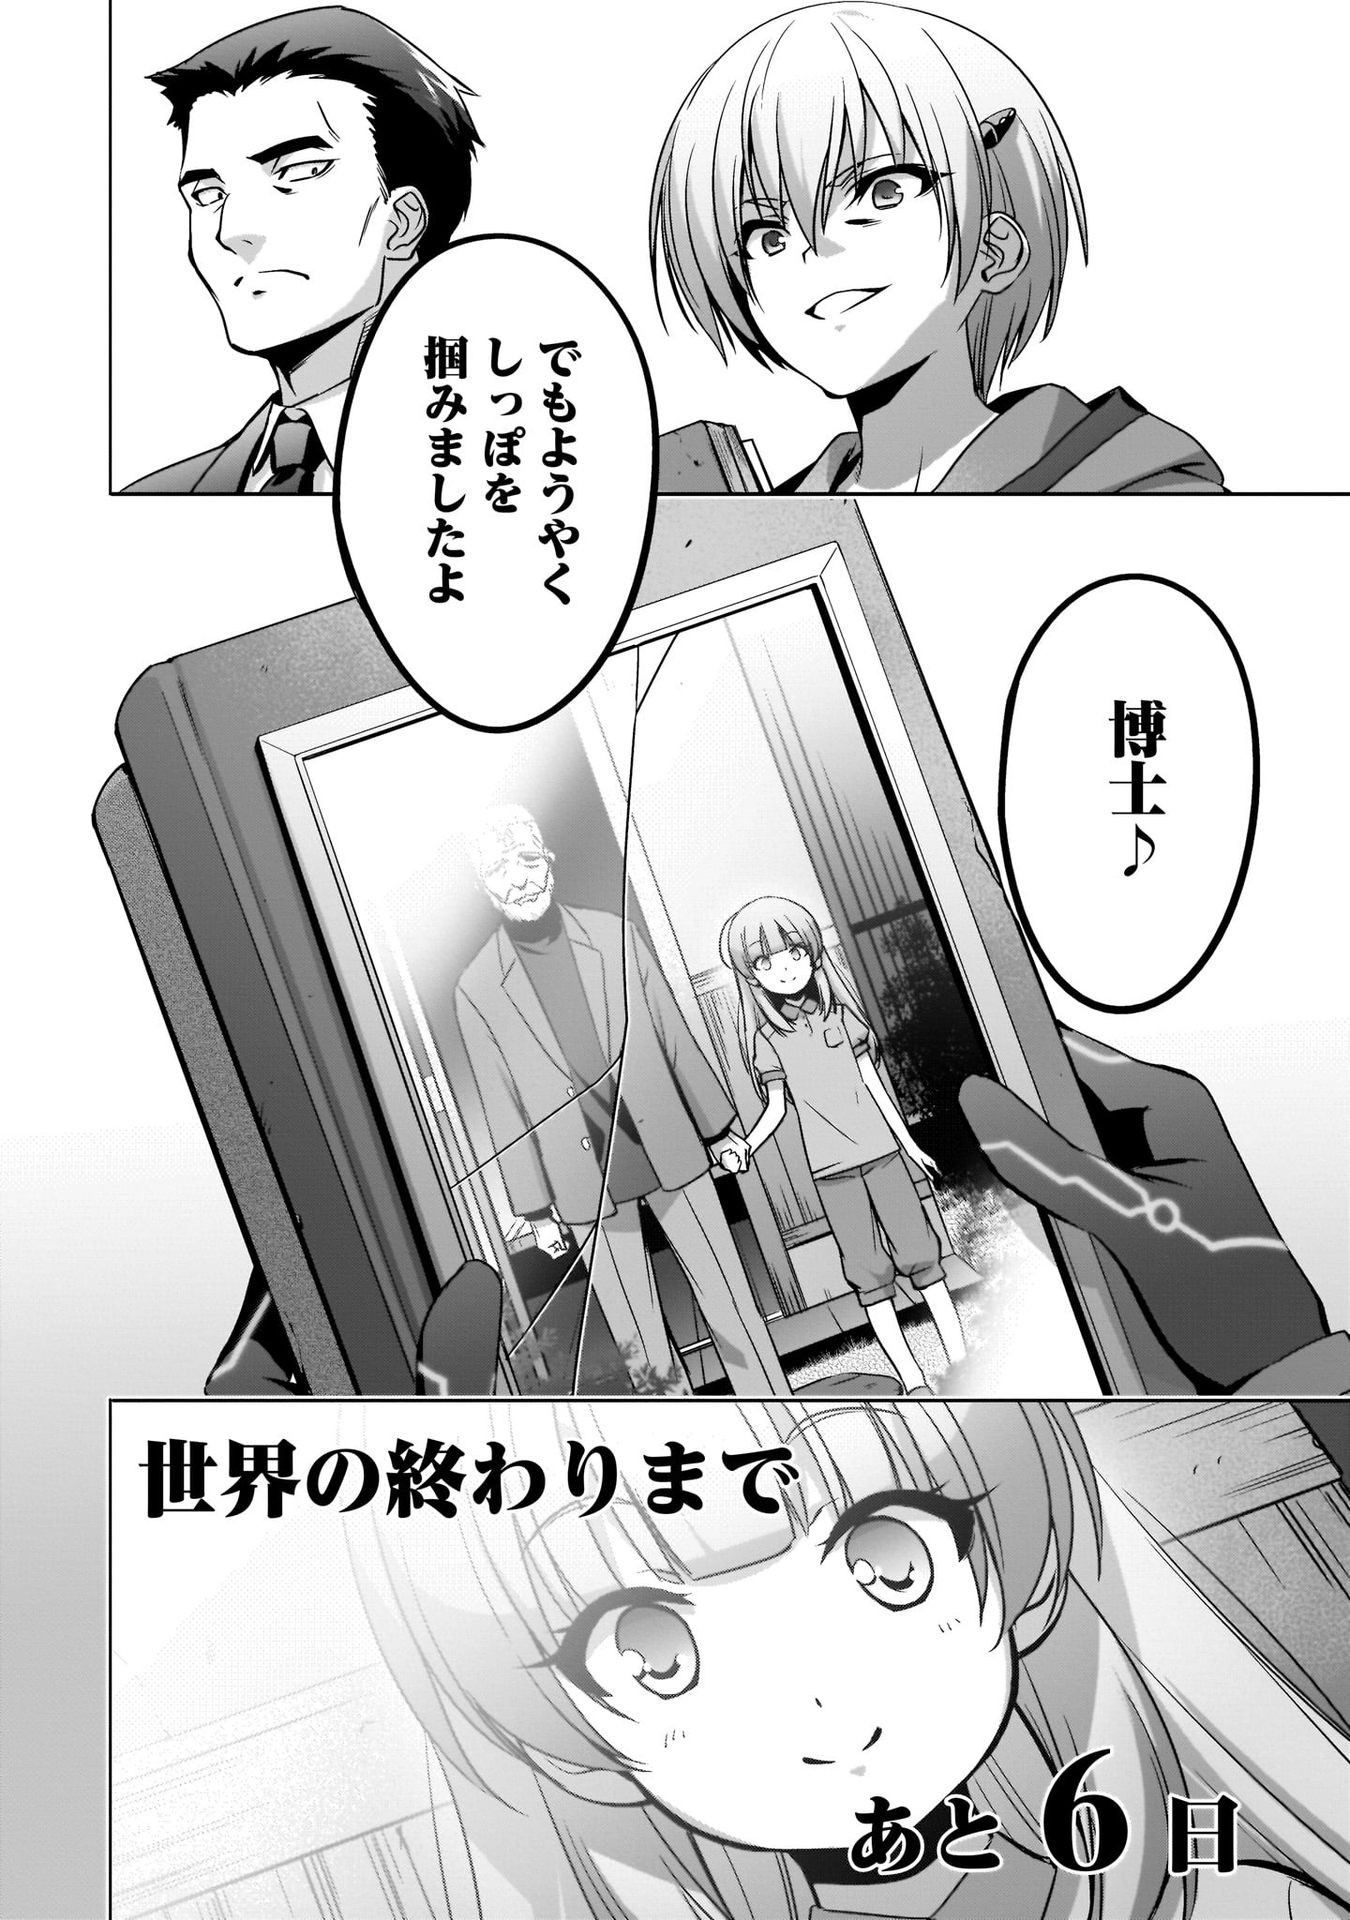 でもようやく
しっぽを
掴みましたよ
博士♪
世界の終わりまで
あと6日